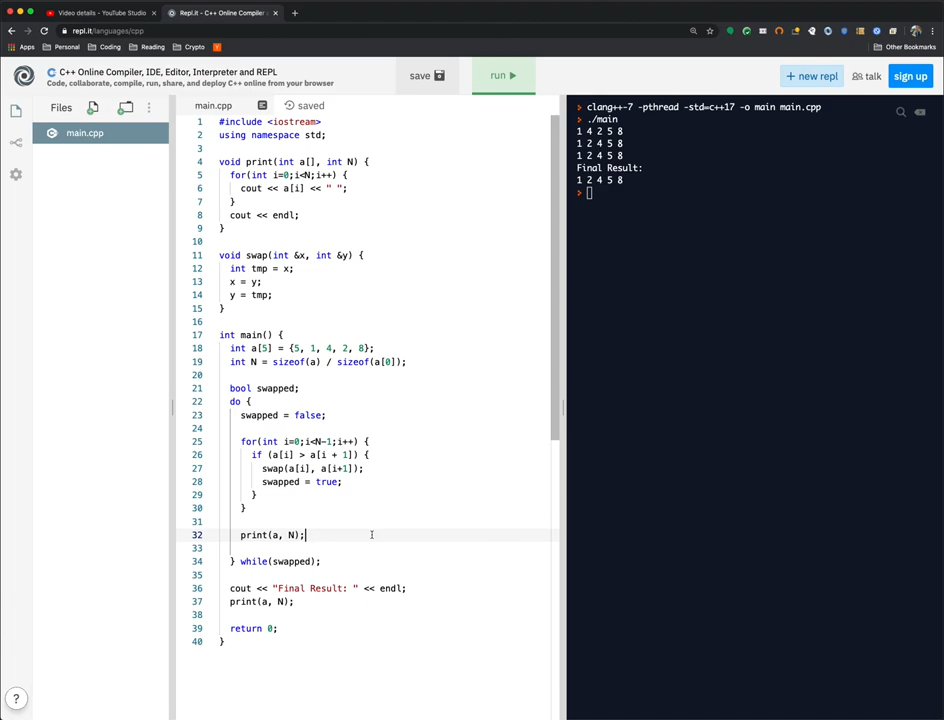 Video details - YouTube Studio
Repl.it - C++ Online Compiler
repl.it/languages/cpp
Apps Personal Coding Reading Crypto Other Bookmarks
C++ Online Compiler, IDE, Editor, Interpreter and REPL
Code, collaborate, compile, run, share, and deploy C++ online from your browser
save run + new repl talk sign up
Files
main.cpp
main.cpp saved
1 #include <iostream>
2 using namespace std;
3
4 void print(int a[], int N) {
5 for(int i=0;i<N;i++) {
6 cout << a[i] << " ";
7 }
8 cout << endl;
9 }
10
11 void swap(int &x, int &y) {
12 int tmp = x;
13 x = y;
14 y = tmp;
15 }
16
17 int main() {
18 int a[5] = {5, 1, 4, 2, 8};
19 int N = sizeof(a) / sizeof(a[0]);
20
21 bool swapped;
22 do {
23 swapped = false;
24
25 for(int i=0;i<N-1;i++) {
26 if (a[i] > a[i + 1]) {
27 swap(a[i], a[i+1]);
28 swapped = true;
29 }
30 }
31
32 print(a, N);
33
34 } while(swapped);
35
36 cout << "Final Result: " << endl;
37 print(a, N);
38
39 return 0;
40 }
> clang++-7 -pthread -std=c++17 -o main main.cpp
> ./main
1 4 2 5 8
1 2 4 5 8
1 2 4 5 8
Final Result:
1 2 4 5 8
>
?